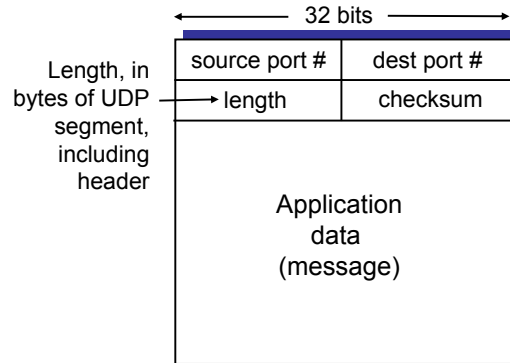 32 bits
source port #
dest port #
Length, in
bytes of UDP
segment,
including
header
length
checksum
Application
data
(message)